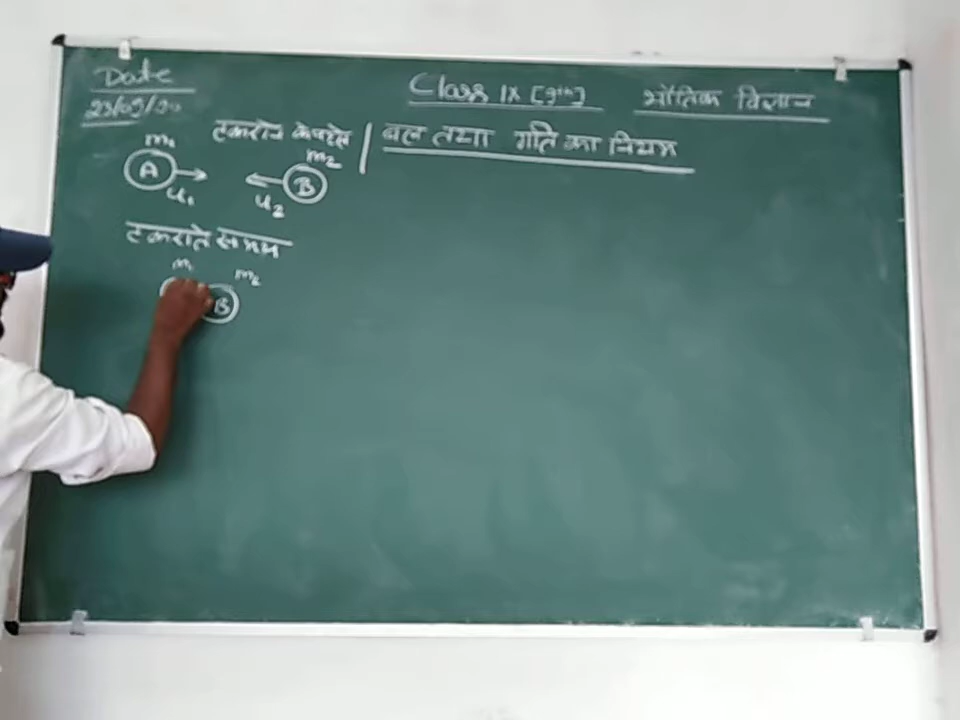 Date
Class IX [9th] भौतिक विज्ञान
23/09/20
टकराने के पहले
बल तथा गति का नियम
m₁ m₂
A B
u₁ u₂
टकराते समय
m₁ m₂
B